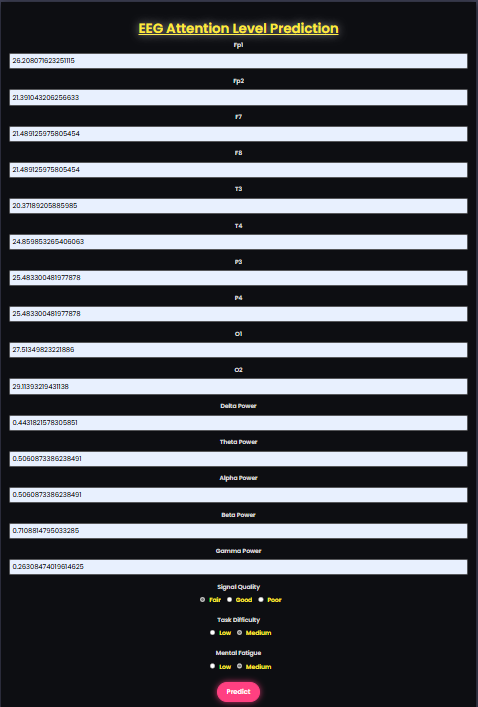 EEG Attention Level Prediction
Fp1
26.208071623251115
Fp2
21.391043206256633
F7
21.489125975805454
F8
21.489125975805454
T3
20.37189205885985
T4
24.859853265406063
P3
25.483300481977878
P4
25.483300481977878
O1
27.51349823221886
O2
29.11393219431138
Delta Power
0.4431821578305851
Theta Power
0.5060873386238491
Alpha Power
0.5060873386238491
Beta Power
0.7108814795033285
Gamma Power
0.26308474019614625
Signal Quality
Fair Good Poor
Task Difficulty
Low Medium
Mental Fatigue
Low Medium
Predict